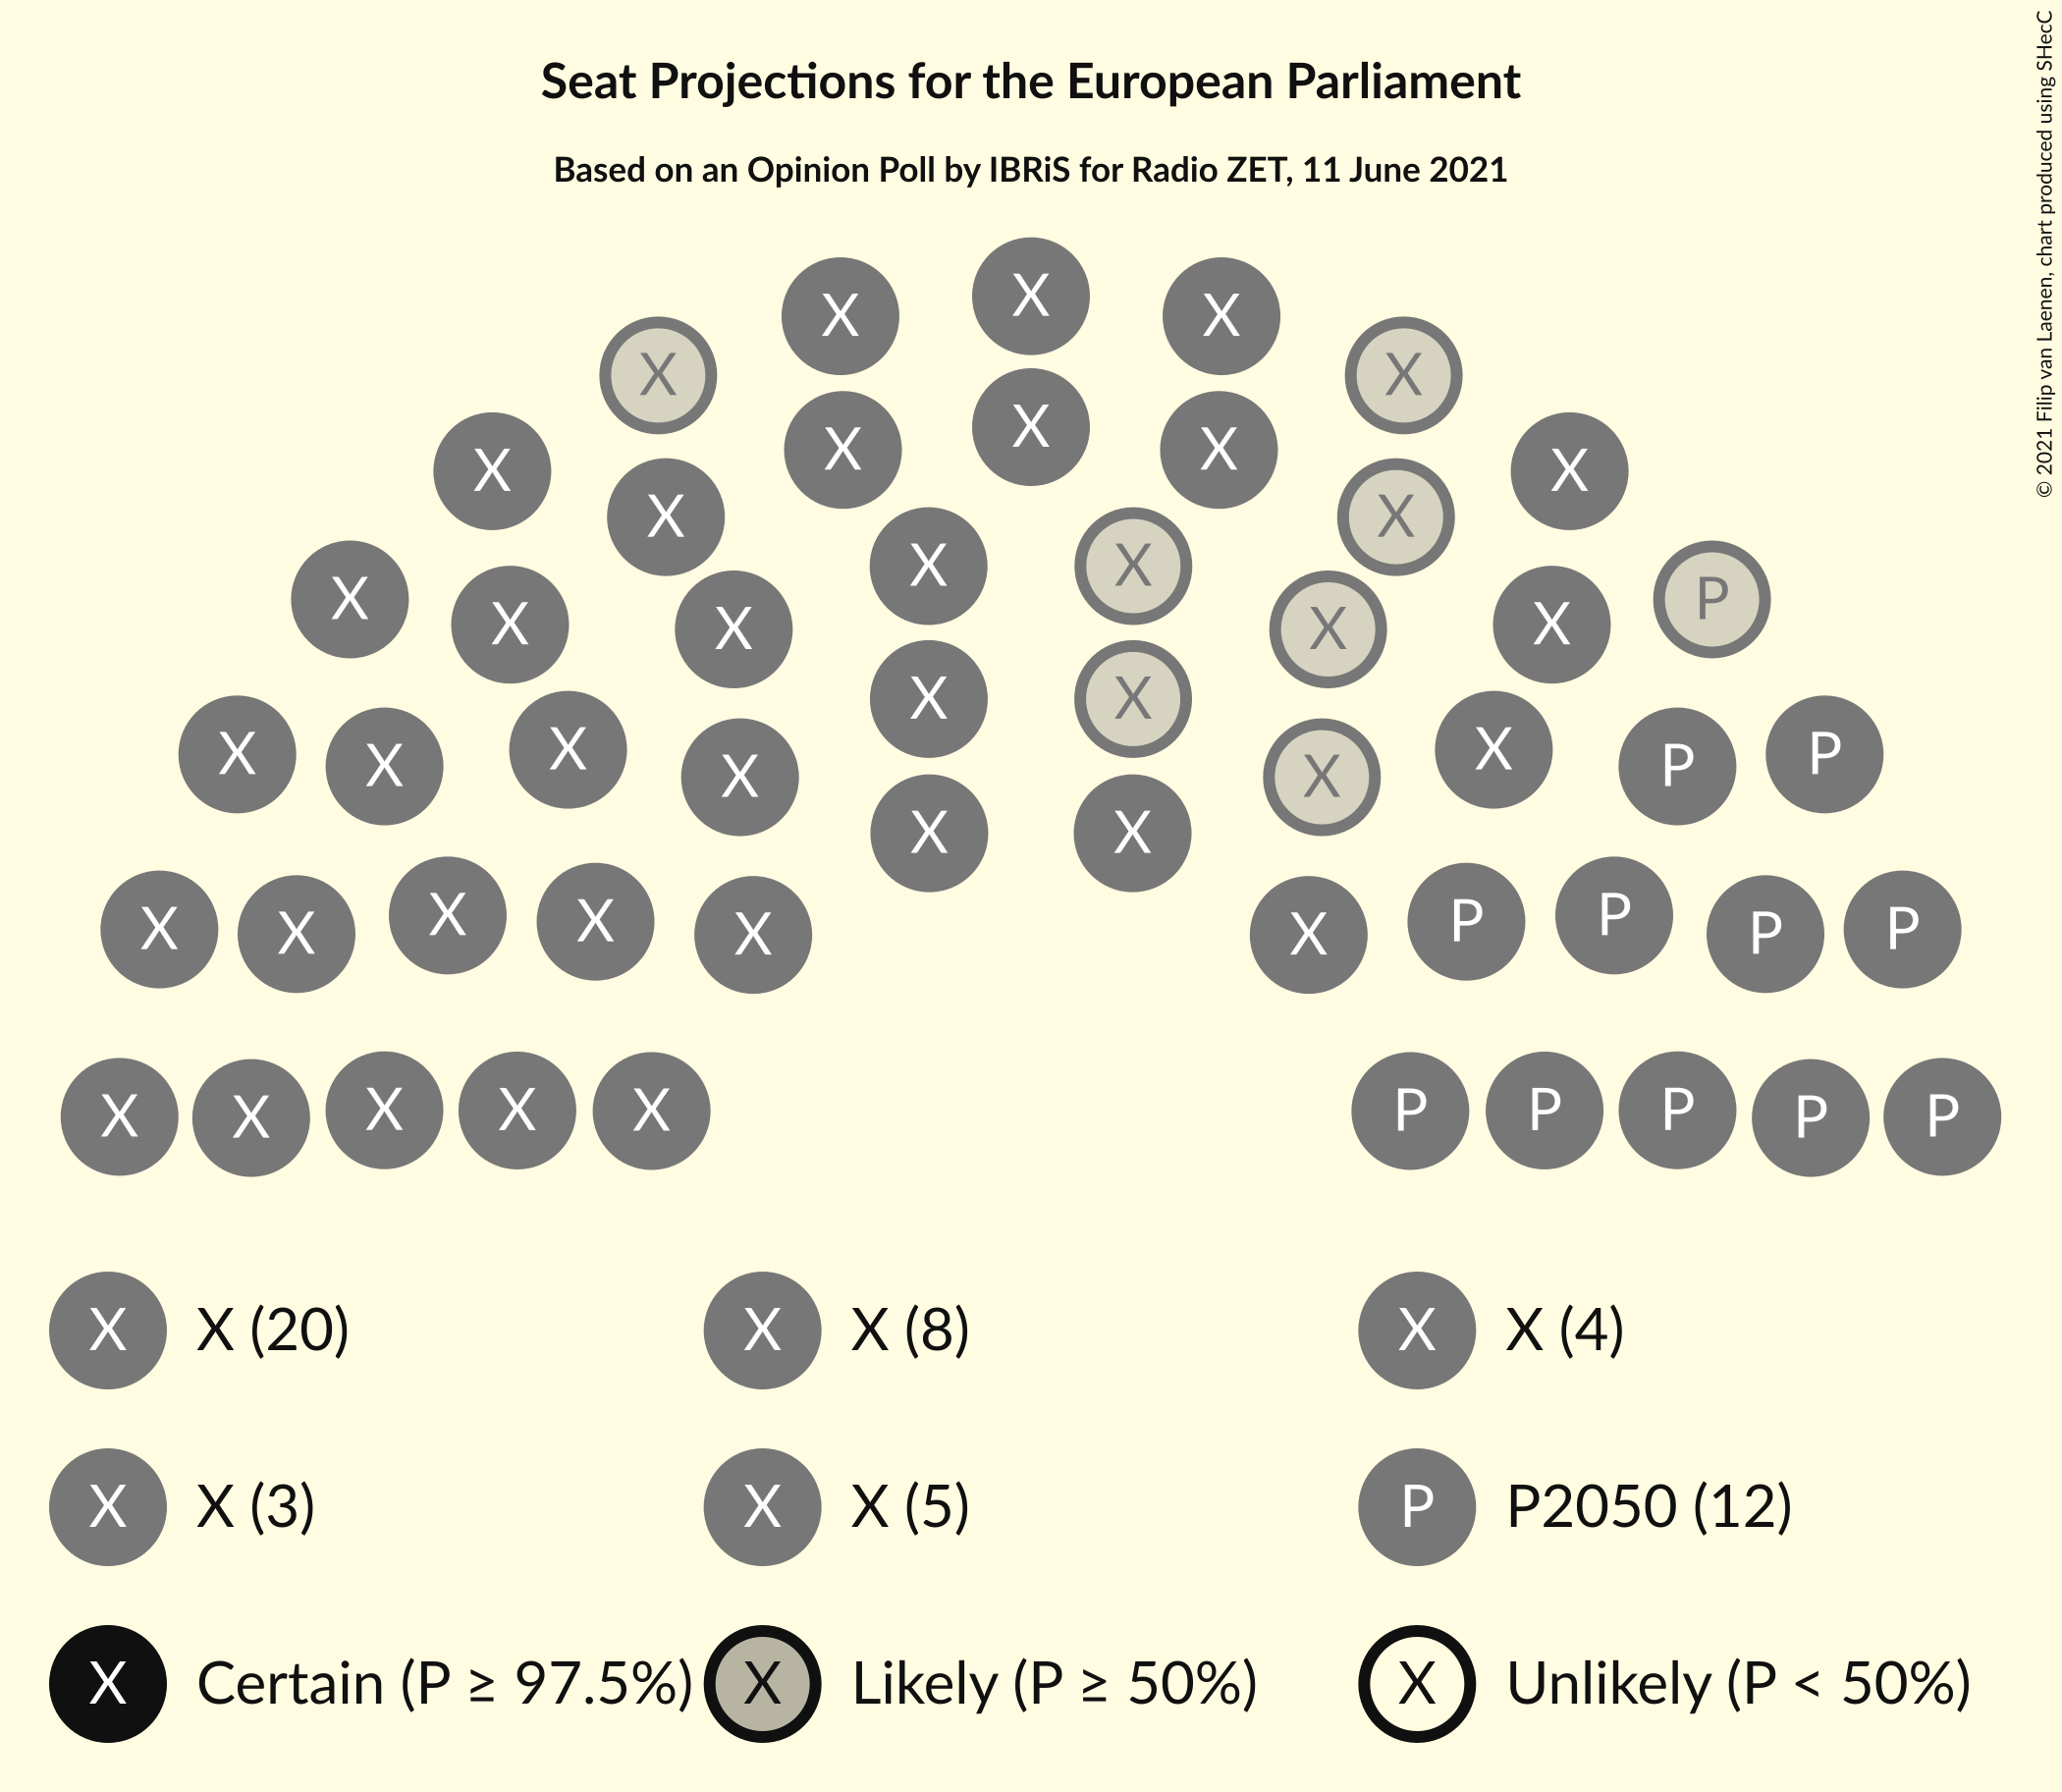 Seat Projections for the European Parliament
Based on an Opinion Poll by IBRiS for Radio ZET, 11 June 2021
© 2021 Filip van Laenen, chart produced using SHecC
X
X X
X X
X
X X
X X
X X
X
X X
X X
X X
X P
X X
X X
X X
X X
X P
X X
X X
X P
X X
X X
X P
X X X X P P P P
X X X X X P P P P P
X X (20) X X (8) X X (4)
X X (3) X X (5) P P2050 (12)
X Certain (P ≥ 97.5%) X Likely (P ≥ 50%) X Unlikely (P < 50%)